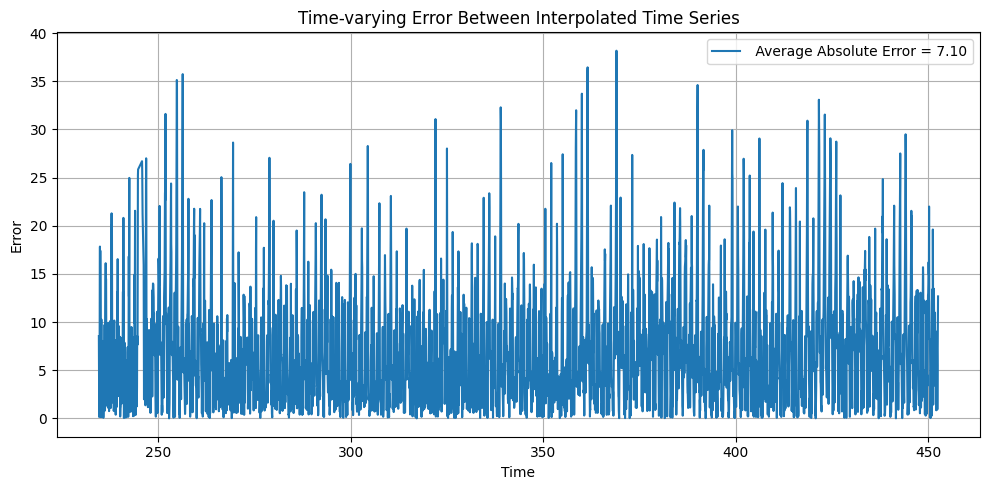 Time-varying Error Between Interpolated Time Series
Average Absolute Error = 7.10
Error
40
35
30
25
20
15
10
5
0
250 300 350 400 450
Time